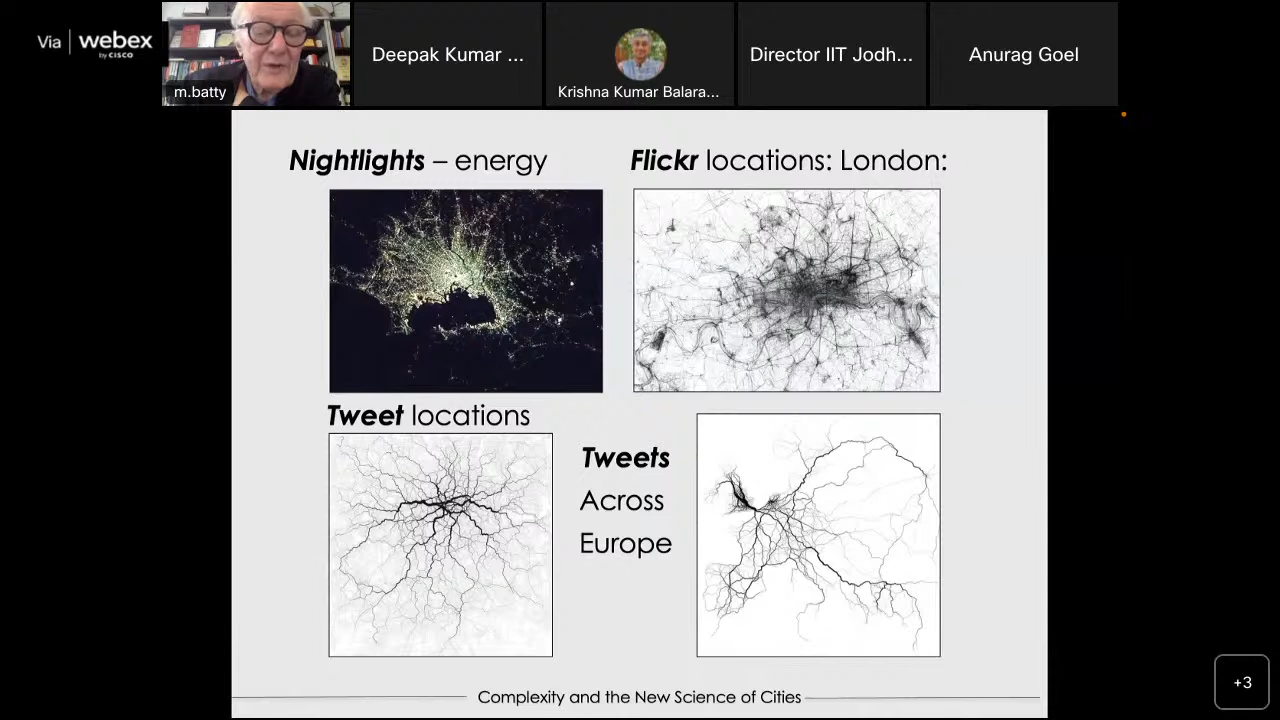 Via | webex
by CISCO
m.batty
Deepak Kumar ...
Krishna Kumar Balara...
Director IIT Jodh...
Anurag Goel
Nightlights – energy
Flickr locations: London:
Tweet locations
Tweets
Across
Europe
Complexity and the New Science of Cities
+3